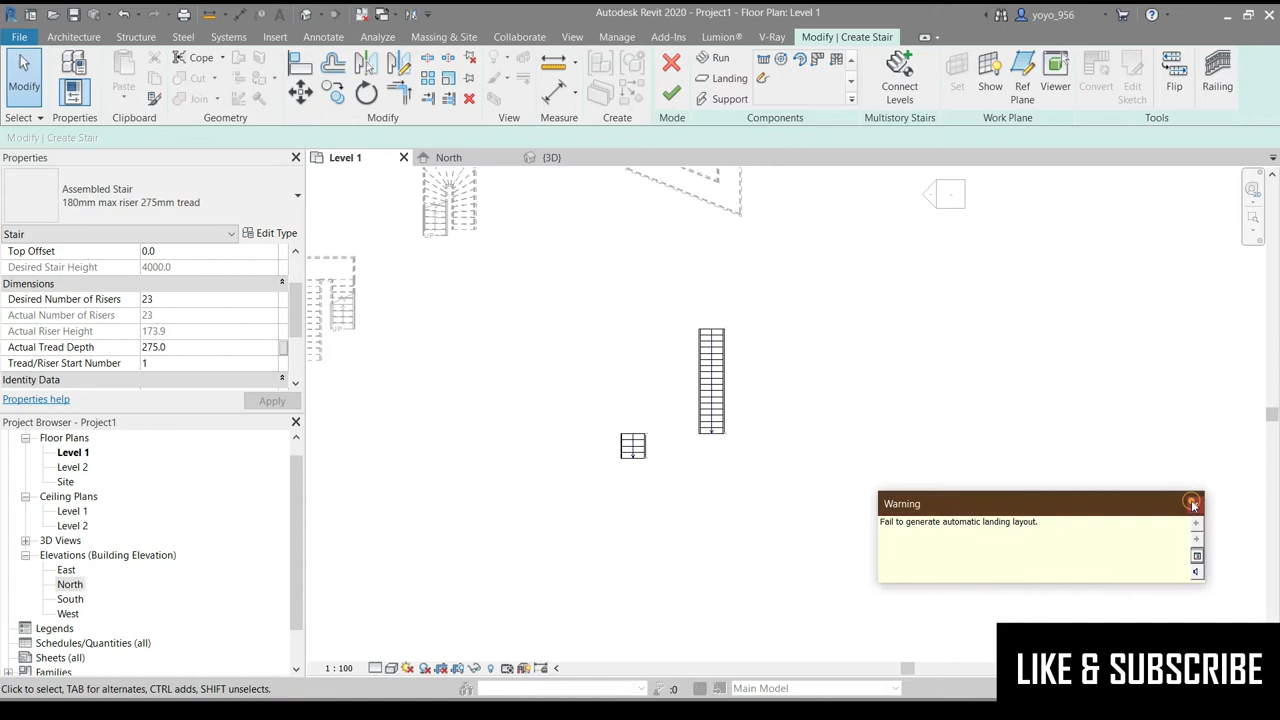 Autodesk Revit 2020 - Project1 - Floor Plan: Level 1
yoyo_956
File
Architecture
Structure
Steel
Systems
Insert
Annotate
Analyze
Massing & Site
Collaborate
View
Manage
Add-Ins
Lumion®
V-Ray
Modify | Create Stair
Modify
Paste
Cope
Cut
Join
Run
Landing
Support
Connect
Levels
Set
Show
Ref
Plane
Viewer
Convert
Edit
Sketch
Flip
Railing
Select
Properties
Clipboard
Geometry
Modify
View
Measure
Create
Mode
Components
Multistory Stairs
Work Plane
Tools
Modify | Create Stair
Properties
Level 1
North
{3D}
Assembled Stair
180mm max riser 275mm tread
Stair
Edit Type
Top Offset 0.0
Desired Stair Height 4000.0
Dimensions
Desired Number of Risers 23
Actual Number of Risers 23
Actual Riser Height 173.9
Actual Tread Depth 275.0
Tread/Riser Start Number 1
Identity Data
Properties help
Apply
Project Browser - Project1
Floor Plans
Level 1
Level 2
Site
Ceiling Plans
Level 1
Level 2
3D Views
Elevations (Building Elevation)
East
North
South
West
Legends
Schedules/Quantities (all)
Sheets (all)
Families
UP
UP
Warning
Fail to generate automatic landing layout.
1 : 100
Click to select, TAB for alternates, CTRL adds, SHIFT unselects.
:0
Main Model
LIKE & SUBSCRIBE